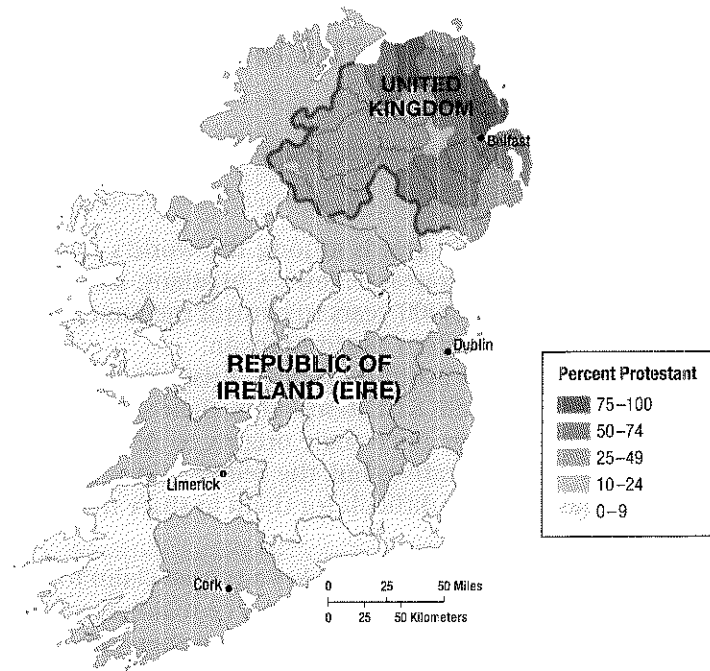 UNITED
KINGDOM
Belfast
Dublin
REPUBLIC OF
IRELAND (EIRE)
Limerick
Cork
Percent Protestant
75–100
50–74
25–49
10–24
0–9
0 25 50 Miles
0 25 50 Kilometers